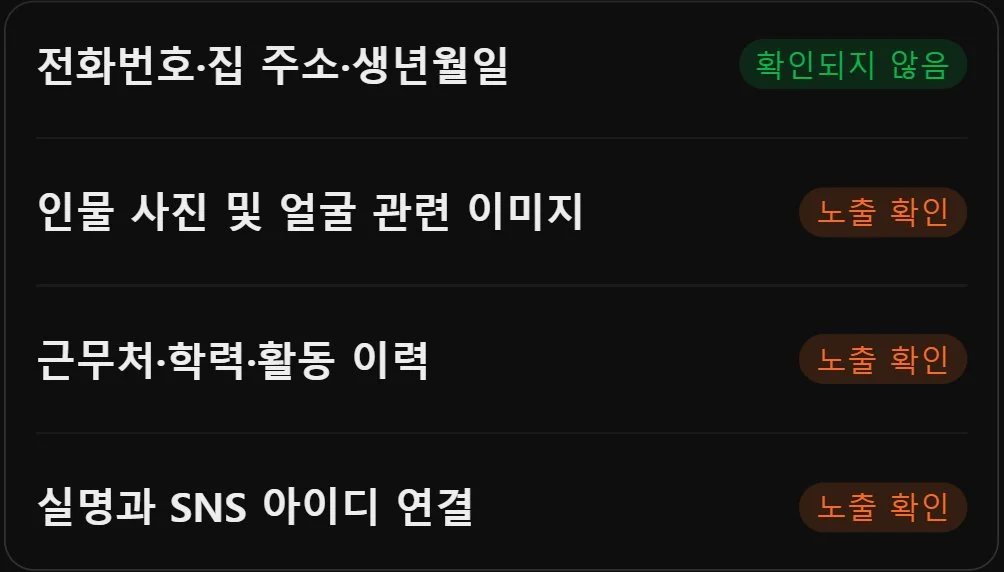 전화번호·집 주소·생년월일 확인되지 않음
인물 사진 및 얼굴 관련 이미지 노출 확인
근무처·학력·활동 이력 노출 확인
실명과 SNS 아이디 연결 노출 확인